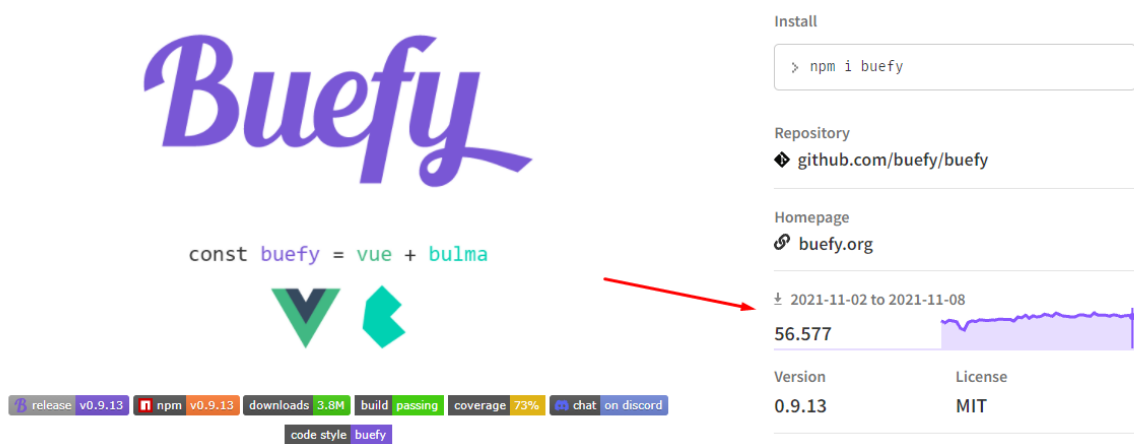 Buefy
const buefy = vue + bulma
release v0.9.13 npm v0.9.13 downloads 3.8M build passing coverage 73% chat on discord
code style buefy
Install
> npm i buefy
Repository
github.com/buefy/buefy
Homepage
buefy.org
2021-11-02 to 2021-11-08
56.577
Version License
0.9.13 MIT